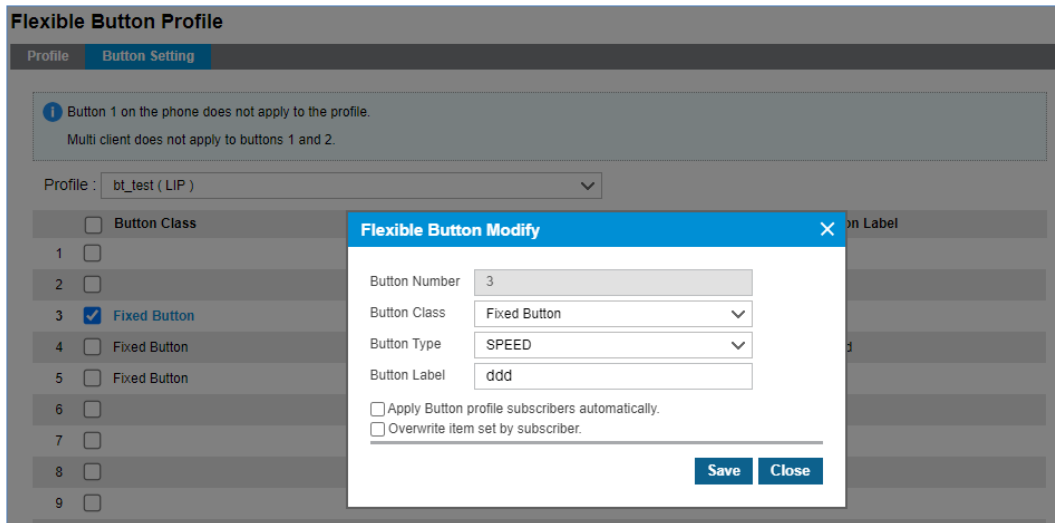 Flexible Button Profile
Profile Button Setting
Button 1 on the phone does not apply to the profile.
Multi client does not apply to buttons 1 and 2.
Profile : bt_test ( LIP )
Button Class on Label
1
2
3 Fixed Button
4 Fixed Button d
5 Fixed Button
6
7
8
9
Flexible Button Modify
Button Number 3
Button Class Fixed Button
Button Type SPEED
Button Label ddd
Apply Button profile subscribers automatically.
Overwrite item set by subscriber.
Save Close